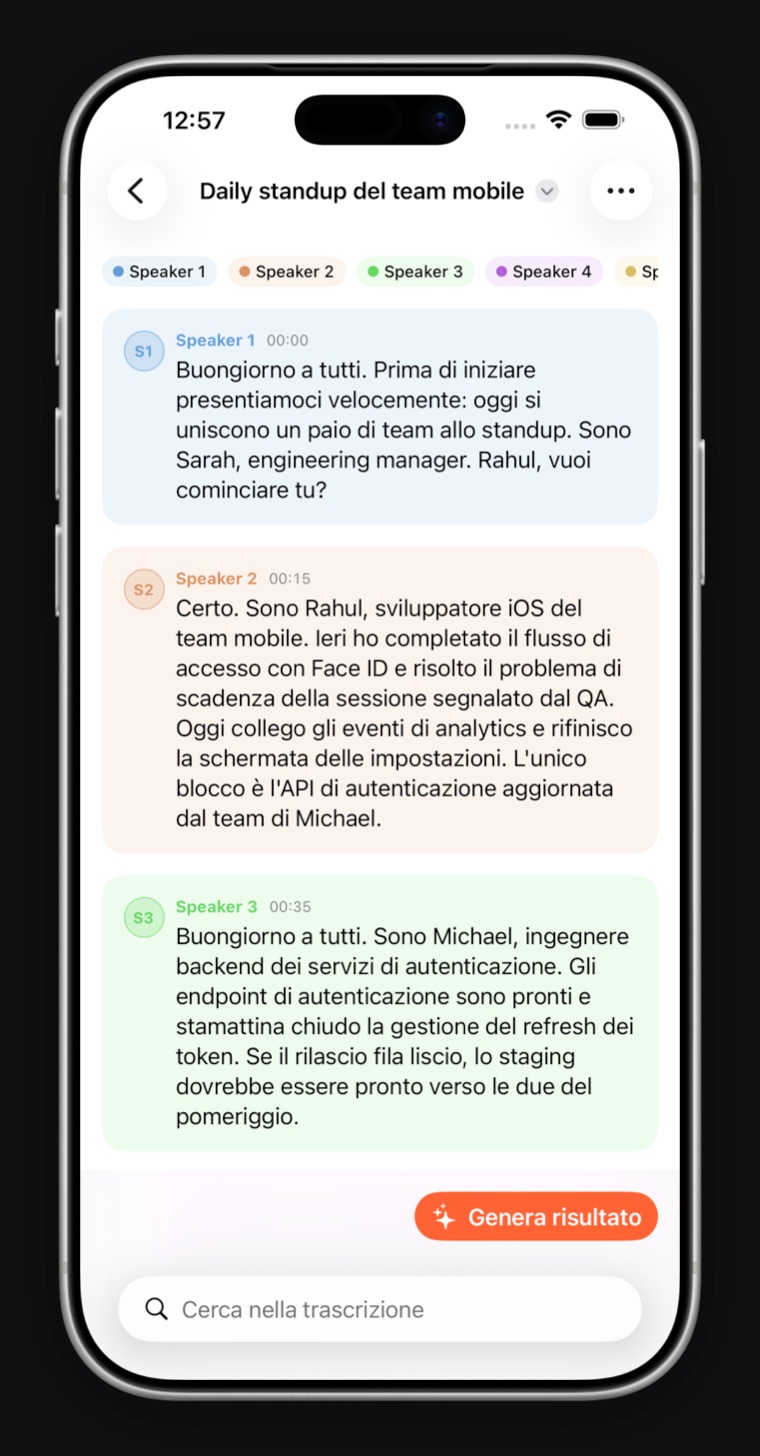 12:57
Daily standup del team mobile
Speaker 1
Speaker 2
Speaker 3
Speaker 4
Sp
S1
Speaker 1 00:00
Buongiorno a tutti. Prima di iniziare
presentiamoci velocemente: oggi si
uniscono un paio di team allo standup. Sono
Sarah, engineering manager. Rahul, vuoi
cominciare tu?
S2
Speaker 2 00:15
Certo. Sono Rahul, sviluppatore iOS del
team mobile. Ieri ho completato il flusso di
accesso con Face ID e risolto il problema di
scadenza della sessione segnalato dal QA.
Oggi collego gli eventi di analytics e rifinisco
la schermata delle impostazioni. L'unico
blocco è l'API di autenticazione aggiornata
dal team di Michael.
S3
Speaker 3 00:35
Buongiorno a tutti. Sono Michael, ingegnere
backend dei servizi di autenticazione. Gli
endpoint di autenticazione sono pronti e
stamattina chiudo la gestione del refresh dei
token. Se il rilascio fila liscio, lo staging
dovrebbe essere pronto verso le due del
pomeriggio.
Genera risultato
Cerca nella trascrizione